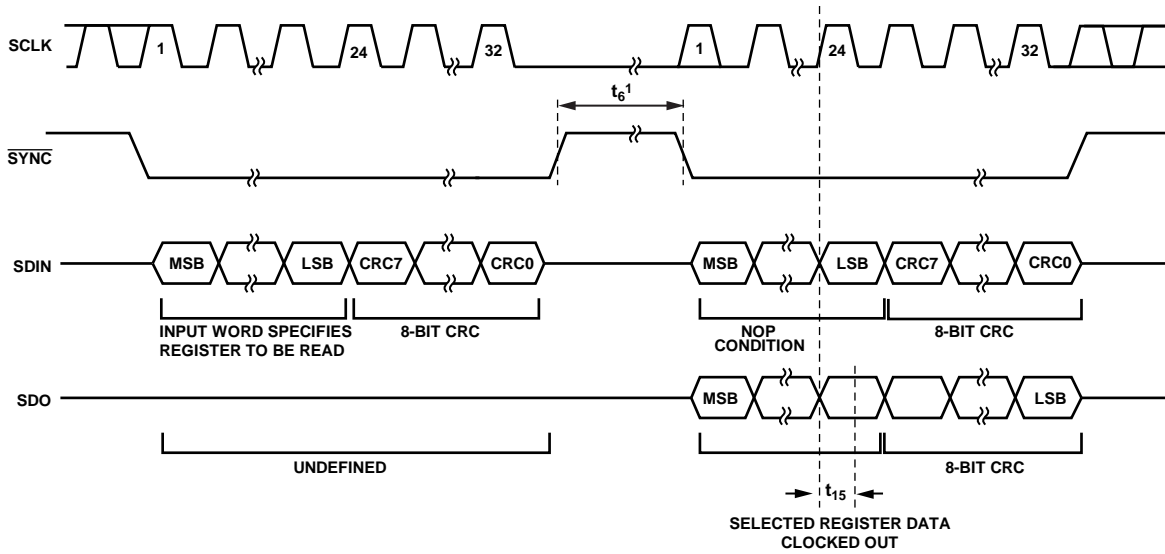 SCLK 1 24 32 1 24 32
t6¹
SYNC
SDIN MSB LSB CRC7 CRC0 MSB LSB CRC7 CRC0
INPUT WORD SPECIFIES
REGISTER TO BE READ
8-BIT CRC
NOP
CONDITION
8-BIT CRC
SDO MSB LSB
UNDEFINED
8-BIT CRC
t15
SELECTED REGISTER DATA
CLOCKED OUT